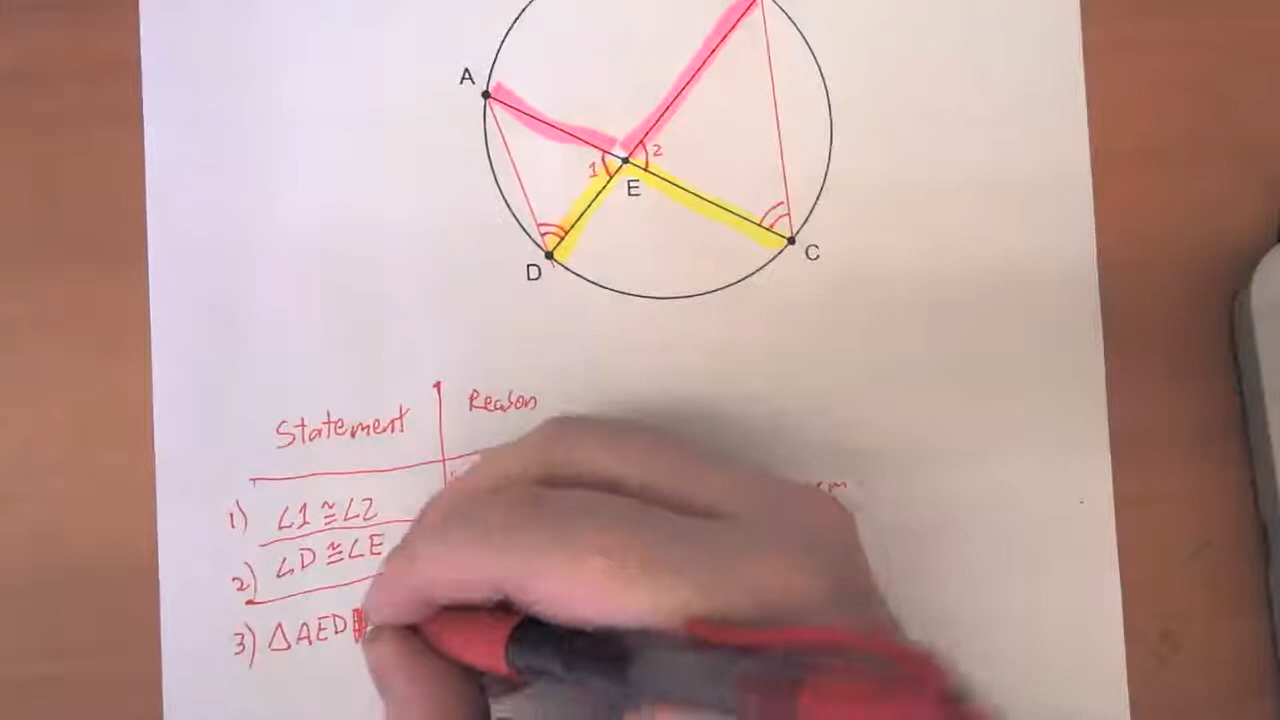 A
2
1
E
D
C
Statement Reason
1) ∠1 ≅ ∠2
2) ∠D ≅ ∠E
3) △AED